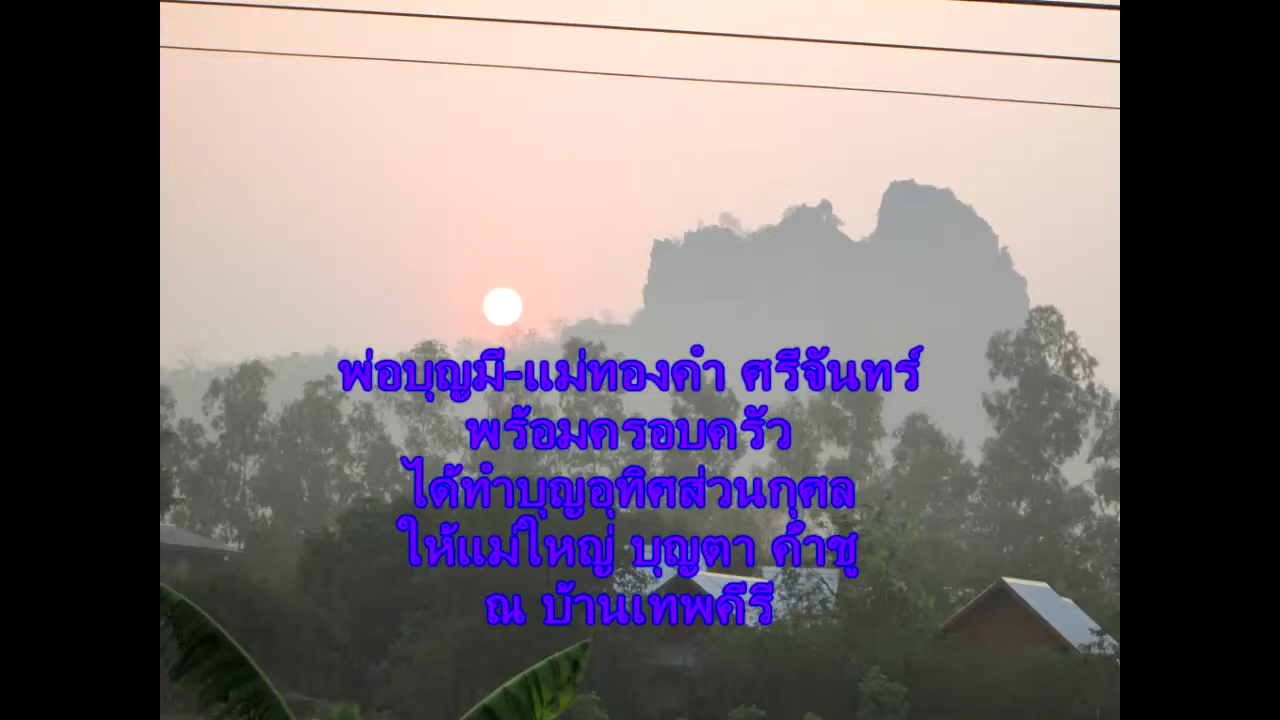 พ่อบุญมี-แม่ทองคำ ศรีจันทร์
พร้อมครอบครัว
ได้ทำบุญอุทิศส่วนกุศล
ให้แม่ใหญ่ บุญตา คำชู
ณ บ้านเทพคีรี